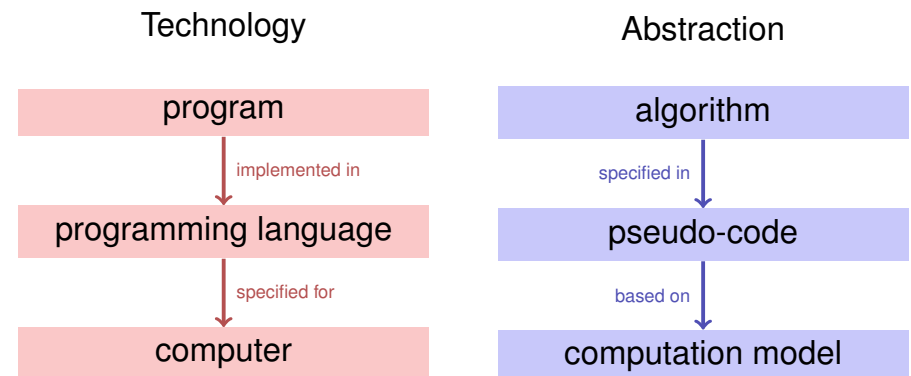 Technology
program
implemented in
programming language
specified for
computer
Abstraction
algorithm
specified in
pseudo-code
based on
computation model